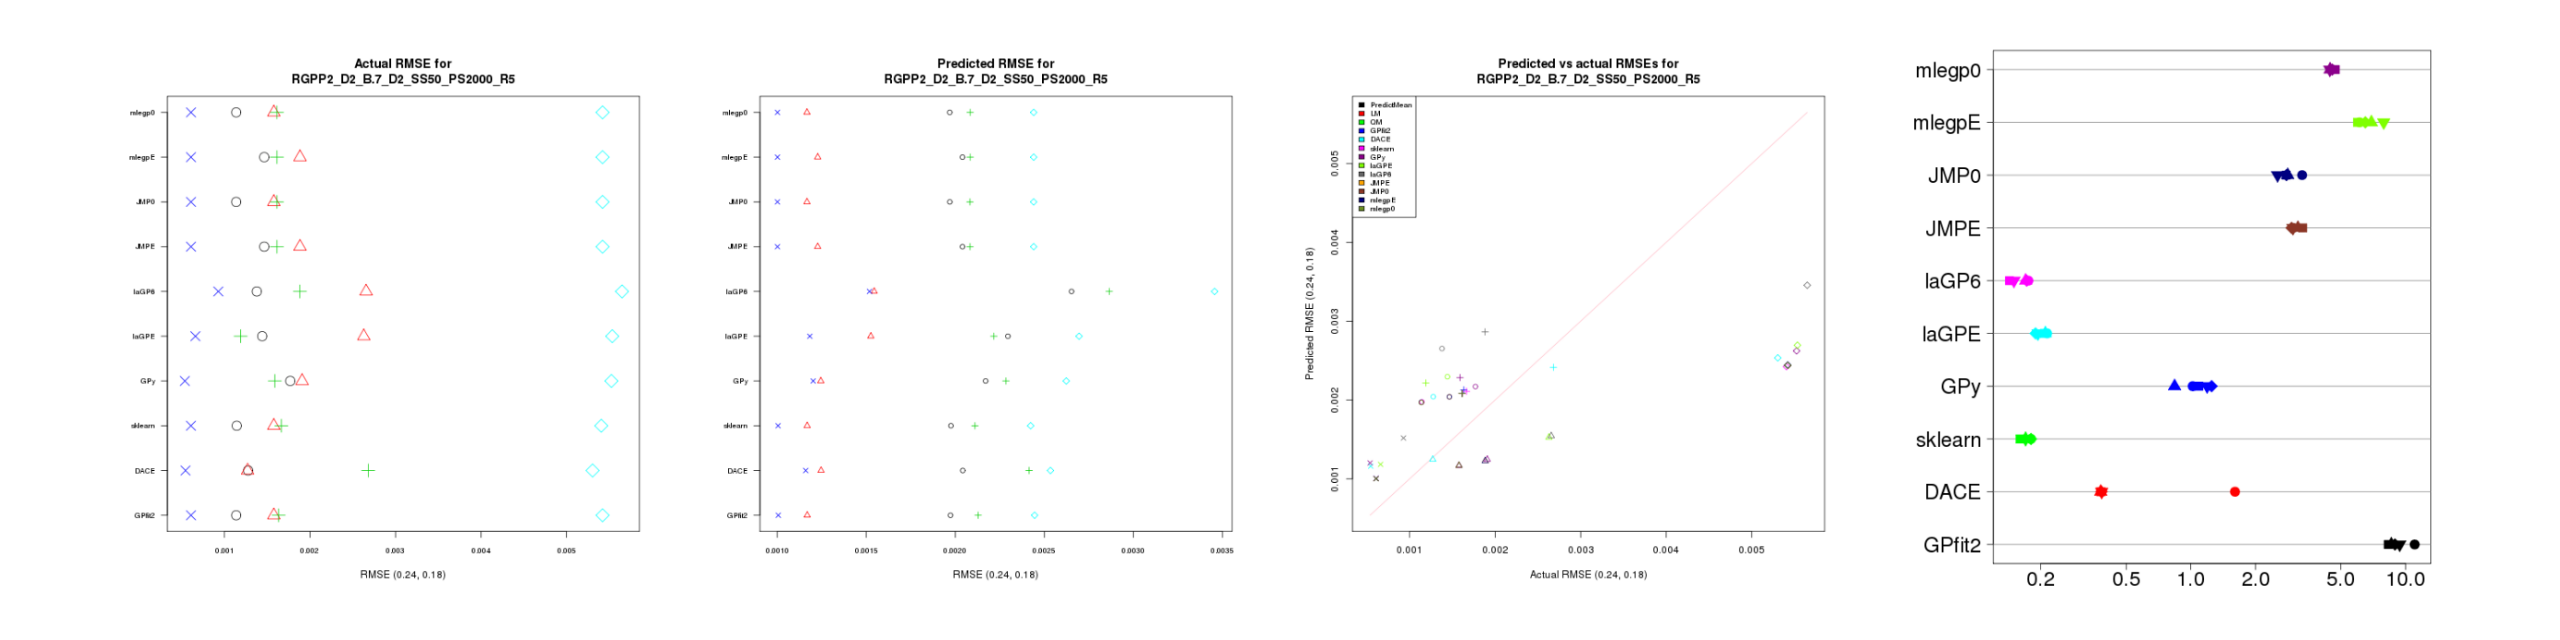 Actual RMSE for
RGPP2_D2_B.7_D2_SS50_PS2000_R5
mlegp0
mlegpE
JMP0
JMPE
laGP6
laGPE
GPy
sklearn
DACE
GPfit2
0.001 0.002 0.003 0.004 0.005
RMSE (0.24, 0.18)
Predicted RMSE for
RGPP2_D2_B.7_D2_SS50_PS2000_R5
mlegp0
mlegpE
JMP0
JMPE
laGP6
laGPE
GPy
sklearn
DACE
GPfit2
0.0010 0.0015 0.0020 0.0025 0.0030 0.0035
RMSE (0.24, 0.18)
Predicted vs actual RMSEs for
RGPP2_D2_B.7_D2_SS50_PS2000_R5
PredictMean
LM
QM
GPfit2
DACE
sklearn
GPy
laGPE
laGP6
JMPE
JMP0
mlegpE
mlegp0
Predicted RMSE (0.24, 0.18)
0.005
0.004
0.003
0.002
0.001
0.001 0.002 0.003 0.004 0.005
Actual RMSE (0.24, 0.18)
mlegp0
mlegpE
JMP0
JMPE
laGP6
laGPE
GPy
sklearn
DACE
GPfit2
0.2 0.5 1.0 2.0 5.0 10.0